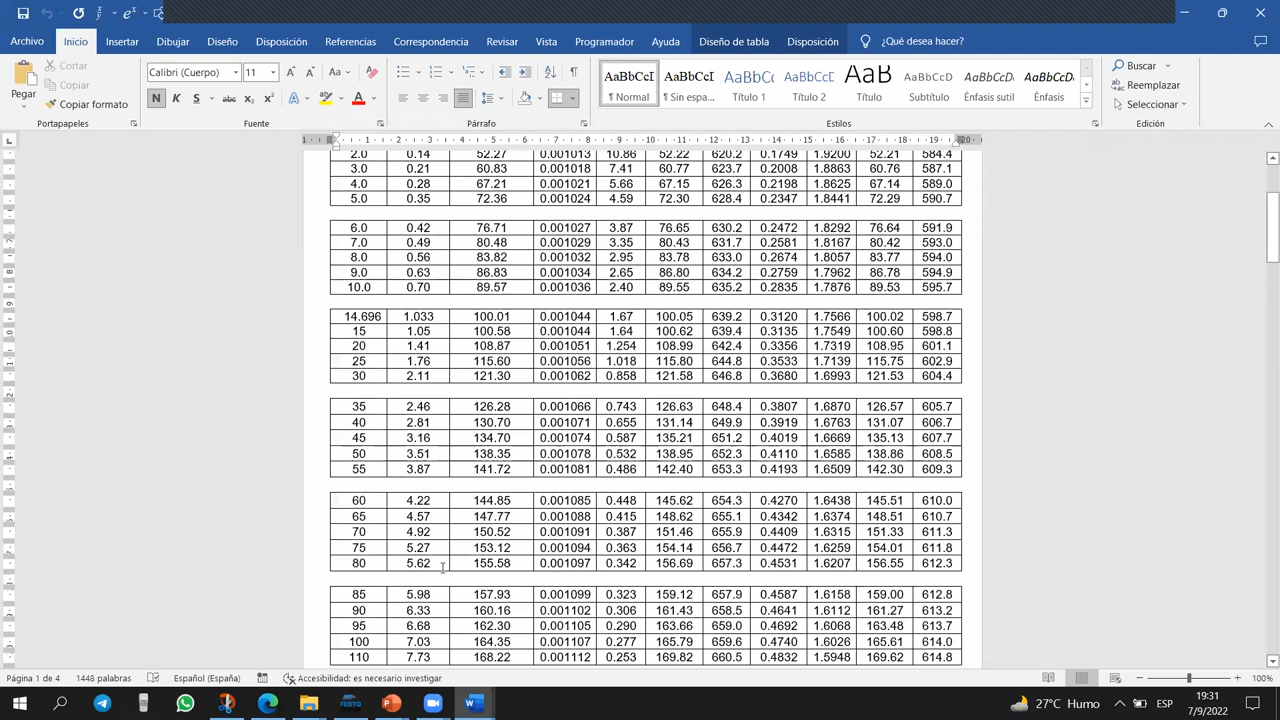 Archivo Inicio Insertar Dibujar Diseño Disposición Referencias Correspondencia Revisar Vista Programador Ayuda Diseño de tabla Disposición ¿Qué desea hacer?
Pegar
Cortar
Copiar
Copiar formato
Calibri (Cuerpo) 11
N K S abc x₂ x² A A
AaBbCcI AaBbCcI AaBbCc AaBbCc AaB AaBbCcD AaBbCcD AaBbCcDc
¶ Normal ¶ Sin espa... Título 1 Título 2 Título Subtítulo Énfasis sutil Énfasis
Buscar
Reemplazar
Seleccionar
Portapapeles Fuente Párrafo Estilos Edición
1 1 2 3 4 5 6 7 8 9 10 11 12 13 14 15 16 17 18 19 20
2.0 0.14 52.27 0.001013 10.86 52.22 620.2 0.1749 1.9200 52.21 584.4
3.0 0.21 60.83 0.001018 7.41 60.77 623.7 0.2008 1.8863 60.76 587.1
4.0 0.28 67.21 0.001021 5.66 67.15 626.3 0.2198 1.8625 67.14 589.0
5.0 0.35 72.36 0.001024 4.59 72.30 628.4 0.2347 1.8441 72.29 590.7
6.0 0.42 76.71 0.001027 3.87 76.65 630.2 0.2472 1.8292 76.64 591.9
7.0 0.49 80.48 0.001029 3.35 80.43 631.7 0.2581 1.8167 80.42 593.0
8.0 0.56 83.82 0.001032 2.95 83.78 633.0 0.2674 1.8057 83.77 594.0
9.0 0.63 86.83 0.001034 2.65 86.80 634.2 0.2759 1.7962 86.78 594.9
10.0 0.70 89.57 0.001036 2.40 89.55 635.2 0.2835 1.7876 89.53 595.7
14.696 1.033 100.01 0.001044 1.67 100.05 639.2 0.3120 1.7566 100.02 598.7
15 1.05 100.58 0.001044 1.64 100.62 639.4 0.3135 1.7549 100.60 598.8
20 1.41 108.87 0.001051 1.254 108.99 642.4 0.3356 1.7319 108.95 601.1
25 1.76 115.60 0.001056 1.018 115.80 644.8 0.3533 1.7139 115.75 602.9
30 2.11 121.30 0.001062 0.858 121.58 646.8 0.3680 1.6993 121.53 604.4
35 2.46 126.28 0.001066 0.743 126.63 648.4 0.3807 1.6870 126.57 605.7
40 2.81 130.70 0.001071 0.655 131.14 649.9 0.3919 1.6763 131.07 606.7
45 3.16 134.70 0.001074 0.587 135.21 651.2 0.4019 1.6669 135.13 607.7
50 3.51 138.35 0.001078 0.532 138.95 652.3 0.4110 1.6585 138.86 608.5
55 3.87 141.72 0.001081 0.486 142.40 653.3 0.4193 1.6509 142.30 609.3
60 4.22 144.85 0.001085 0.448 145.62 654.3 0.4270 1.6438 145.51 610.0
65 4.57 147.77 0.001088 0.415 148.62 655.1 0.4342 1.6374 148.51 610.7
70 4.92 150.52 0.001091 0.387 151.46 655.9 0.4409 1.6315 151.33 611.3
75 5.27 153.12 0.001094 0.363 154.14 656.7 0.4472 1.6259 154.01 611.8
80 5.62 155.58 0.001097 0.342 156.69 657.3 0.4531 1.6207 156.55 612.3
85 5.98 157.93 0.001099 0.323 159.12 657.9 0.4587 1.6158 159.00 612.8
90 6.33 160.16 0.001102 0.306 161.43 658.5 0.4641 1.6112 161.27 613.2
95 6.68 162.30 0.001105 0.290 163.66 659.0 0.4692 1.6068 163.48 613.7
100 7.03 164.35 0.001107 0.277 165.79 659.6 0.4740 1.6026 165.61 614.0
110 7.73 168.22 0.001112 0.253 169.82 660.5 0.4832 1.5948 169.62 614.8
Página 1 de 4 1448 palabras Español (España) Accesibilidad: es necesario investigar 100%
FESTO
27°C Humo ESP 19:31
7/9/2022